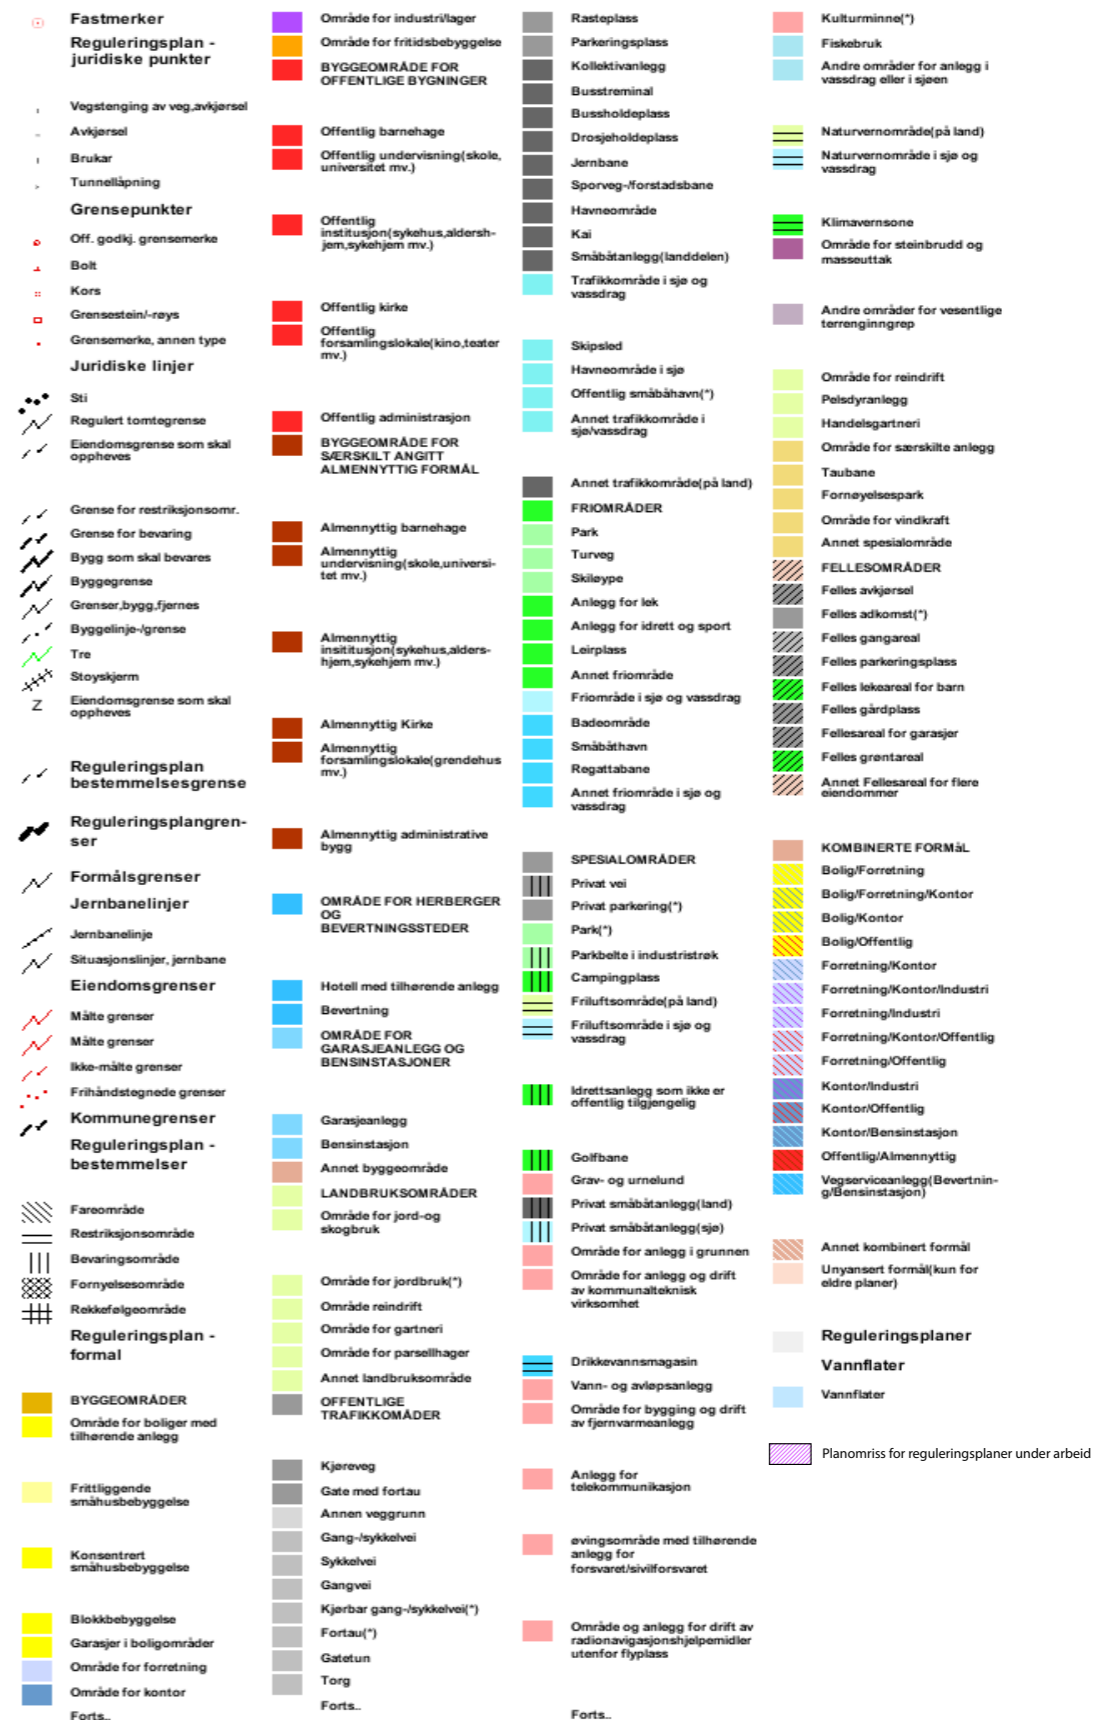 Fastmerker
Reguleringsplan -
juridiske punkter
Vegstenging av veg,avkjørsel
Avkjørsel
Brukar
Tunnellåpning
Grensepunkter
Off. godkj. grensemerke
Bolt
Kors
Grensestein/-røys
Grensemerke, annen type
Juridiske linjer
Sti
Regulert tomtegrense
Eiendomsgrense som skal
oppheves
Grense for restriksjonsomr.
Grense for bevaring
Bygg som skal bevares
Byggegrense
Grenser,bygg,fjernes
Byggelinje-/grense
Tre
Stoyskjerm
Z
Eiendomsgrense som skal
oppheves
Reguleringsplan
bestemmelsesgrense
Reguleringsplangren-
ser
Formålsgrenser
Jernbanelinjer
Jernbanelinje
Situasjonslinjer, jernbane
Eiendomsgrenser
Målte grenser
Målte grenser
Ikke-målte grenser
Frihåndstegnede grenser
Kommunegrenser
Reguleringsplan -
bestemmelser
Fareområde
Restriksjonsområde
Bevaringsområde
Fornyelsesområde
Rekkefølgeområde
Reguleringsplan -
formal
BYGGEOMRÅDER
Område for boliger med
tilhørende anlegg
Frittliggende
småhusbebyggelse
Konsentrert
småhusbebyggelse
Blokkbebyggelse
Garasjer i boligområder
Område for forretning
Område for kontor
Forts..
Område for industri/lager
Område for fritidsbebyggelse
BYGGEOMRÅDE FOR
OFFENTLIGE BYGNINGER
Offentlig barnehage
Offentlig undervisning(skole,
universitet mv.)
Offentlig
institusjon(sykehus,aldersh-
jem,sykehjem mv.)
Offentlig kirke
Offentlig
forsamlingslokale(kino,teater
mv.)
Offentlig administrasjon
BYGGEOMRÅDE FOR
SÆRSKILT ANGITT
ALMENNYTTIG FORMÅL
Almennyttig barnehage
Almennyttig
undervisning(skole,universi-
tet mv.)
Almennyttig
insititusjon(sykehus,alders-
hjem,sykehjem mv.)
Almennyttig Kirke
Almennyttig
forsamlingslokale(grendehus
mv.)
Almennyttig administrative
bygg
OMRÅDE FOR HERBERGER
OG
BEVERTNINGSSTEDER
Hotell med tilhørende anlegg
Bevertning
OMRÅDE FOR
GARASJEANLEGG OG
BENSINSTASJONER
Garasjeanlegg
Bensinstasjon
Annet byggeområde
LANDBRUKSOMRÅDER
Område for jord-og
skogbruk
Område for jordbruk(*)
Område reindrift
Område for gartneri
Område for parsellhager
Annet landbruksområde
OFFENTLIGE
TRAFIKKOMÅDER
Kjøreveg
Gate med fortau
Annen veggrunn
Gang-/sykkelvei
Sykkelvei
Gangvei
Kjørbar gang-/sykkelvei(*)
Fortau(*)
Gatetun
Torg
Forts..
Rasteplass
Parkeringsplass
Kollektivanlegg
Busstreminal
Bussholdeplass
Drosjeholdeplass
Jernbane
Sporveg-/forstadsbane
Havneområde
Kai
Småbåtanlegg(landdelen)
Trafikkområde i sjø og
vassdrag
Skipsled
Havneområde i sjø
Offentlig småbåhavn(*)
Annet trafikkområde i
sjø/vassdrag
Annet trafikkområde(på land)
FRIOMRÅDER
Park
Turveg
Skiløype
Anlegg for lek
Anlegg for idrett og sport
Leirplass
Annet friområde
Friområde i sjø og vassdrag
Badeområde
Småbåthavn
Regattabane
Annet friområde i sjø og
vassdrag
SPESIALOMRÅDER
Privat vei
Privat parkering(*)
Park(*)
Parkbelte i industristrøk
Campingplass
Friluftsområde(på land)
Friluftsområde i sjø og
vassdrag
Idrettsanlegg som ikke er
offentlig tilgjengelig
Golfbane
Grav- og urnelund
Privat småbåtanlegg(land)
Privat småbåtanlegg(sjø)
Område for anlegg i grunnen
Område for anlegg og drift
av kommunalteknisk
virksomhet
Drikkevannsmagasin
Vann- og avløpsanlegg
Område for bygging og drift
av fjernvarmeanlegg
Anlegg for
telekommunikasjon
øvingsområde med tilhørende
anlegg for
forsvaret/sivilforsvaret
Område og anlegg for drift av
radionavigasjonshjelpemidler
utenfor flyplass
Forts..
Kulturminne(*)
Fiskebruk
Andre områder for anlegg i
vassdrag eller i sjøen
Naturvernområde(på land)
Naturvernområde i sjø og
vassdrag
Klimavernsone
Område for steinbrudd og
masseuttak
Andre områder for vesentlige
terrenginngrep
Område for reindrift
Pelsdyranlegg
Handelsgartneri
Område for særskilte anlegg
Taubane
Fornøyelsespark
Område for vindkraft
Annet spesialområde
FELLESOMRÅDER
Felles avkjørsel
Felles adkomst(*)
Felles gangareal
Felles parkeringsplass
Felles lekeareal for barn
Felles gårdplass
Fellesareal for garasjer
Felles grøntareal
Annet Fellesareal for flere
eiendommer
KOMBINERTE FORMåL
Bolig/Forretning
Bolig/Forretning/Kontor
Bolig/Kontor
Bolig/Offentlig
Forretning/Kontor
Forretning/Kontor/Industri
Forretning/Industri
Forretning/Kontor/Offentlig
Forretning/Offentlig
Kontor/Industri
Kontor/Offentlig
Kontor/Bensinstasjon
Offentlig/Almennyttig
Vegserviceanlegg(Bevertnin-
g/Bensinstasjon)
Annet kombinert formål
Unyansert formål(kun for
eldre planer)
Reguleringsplaner
Vannflater
Vannflater
Planomriss for reguleringsplaner under arbeid